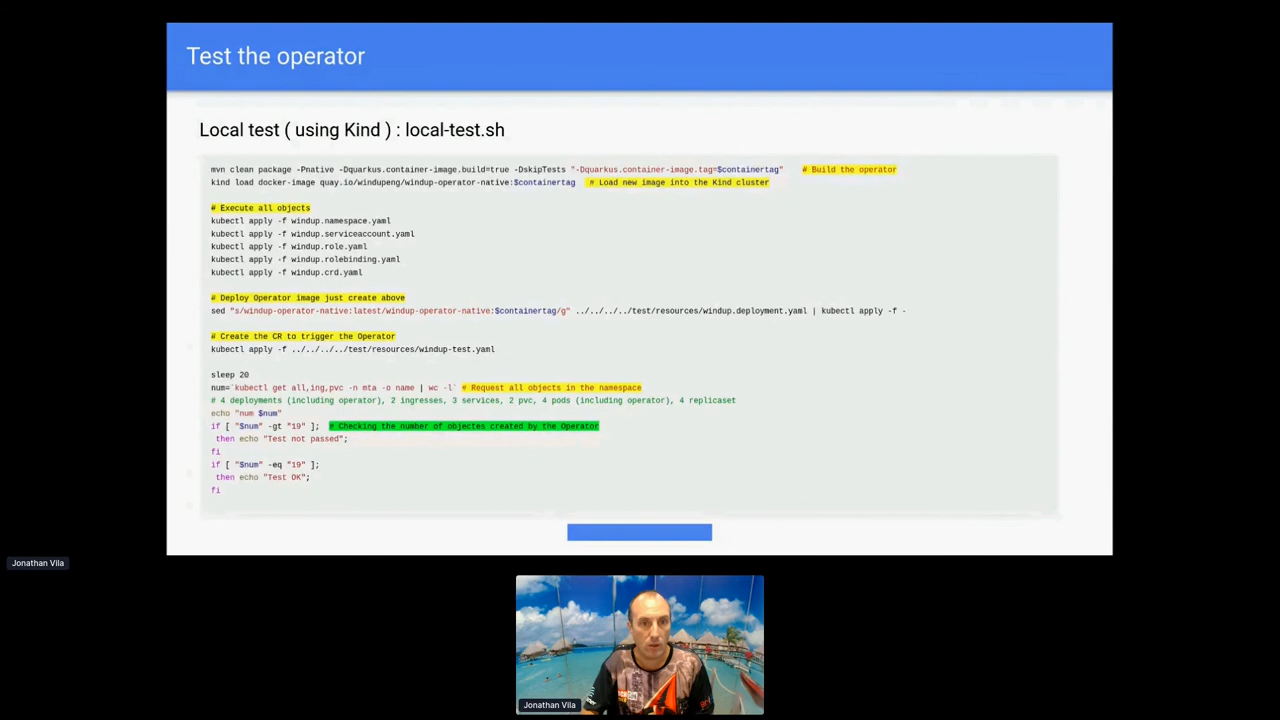 Test the operator
Local test ( using Kind ) : local-test.sh
mvn clean package -Pnative -Dquarkus.container-image.build=true -DskipTests "-Dquarkus.container-image.tag=$containertag" # Build the operator
kind load docker-image quay.io/windupeng/windup-operator-native:$containertag # Load new image into the Kind cluster
# Execute all objects
kubectl apply -f windup.namespace.yaml
kubectl apply -f windup.serviceaccount.yaml
kubectl apply -f windup.role.yaml
kubectl apply -f windup.rolebinding.yaml
kubectl apply -f windup.crd.yaml
# Deploy Operator image just create above
sed "s/windup-operator-native:latest/windup-operator-native:$containertag/g" ../../../../test/resources/windup.deployment.yaml | kubectl apply -f -
# Create the CR to trigger the Operator
kubectl apply -f ../../../../test/resources/windup-test.yaml
sleep 20
num=`kubectl get all,ing,pvc -n mta -o name | wc -l` # Request all objects in the namespace
# 4 deployments (including operator), 2 ingresses, 3 services, 2 pvc, 4 pods (including operator), 4 replicaset
echo "num $num"
if [ "$num" -gt "19" ]; # Checking the number of objectes created by the Operator
then echo "Test not passed";
fi
if [ "$num" -eq "19" ];
then echo "Test OK";
fi
Jonathan Vila
Jonathan Vila